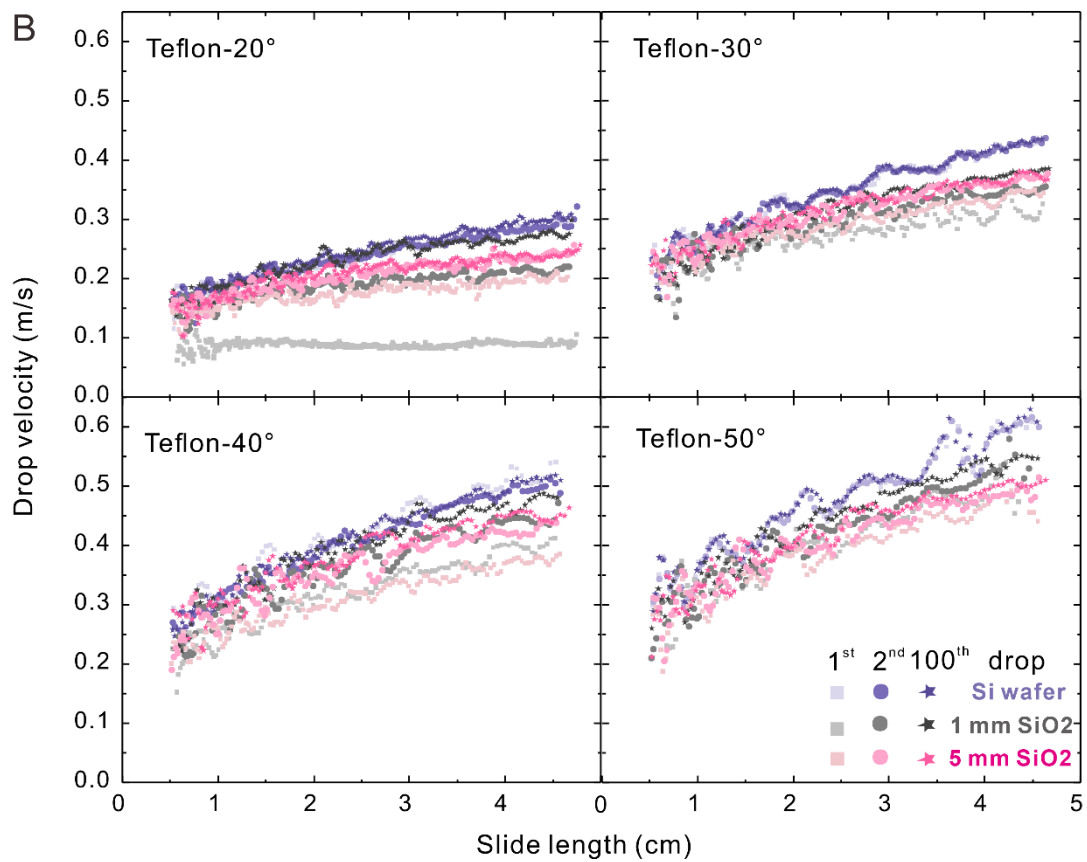 B
Teflon-20°
Teflon-30°
0.6
0.5
0.4
0.3
0.2
0.1
0.0
Teflon-40°
Teflon-50°
0.6
0.5
0.4
0.3
0.2
0.1
0.0
1st 2nd 100th drop
Si wafer
1 mm SiO2
5 mm SiO2
0 1 2 3 4 0 1 2 3 4 5
Drop velocity (m/s)
Slide length (cm)